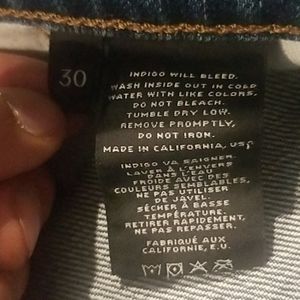 30
INDIGO WILL BLEED.
WASH INSIDE OUT IN COLD
WATER WITH LIKE COLORS,
DO NOT BLEACH.
TUMBLE DRY LOW.
REMOVE PROMPTLY,
DO NOT IRON.
MADE IN CALIFORNIA, US
INDIGO VA SAIGNER.
LAVER À L'ENVERS
DANS L'EAU
FROIDE AVEC DES
COULEURS SEMBLABLES,
NE PAS UTILISER
DE JAVEL.
SÉCHER À BASSE
TEMPÉRATURE.
RETIRER RAPIDEMENT,
NE PAS REPASSER.
FABRIQUÉ AUX
CALIFORNIE, E.U.